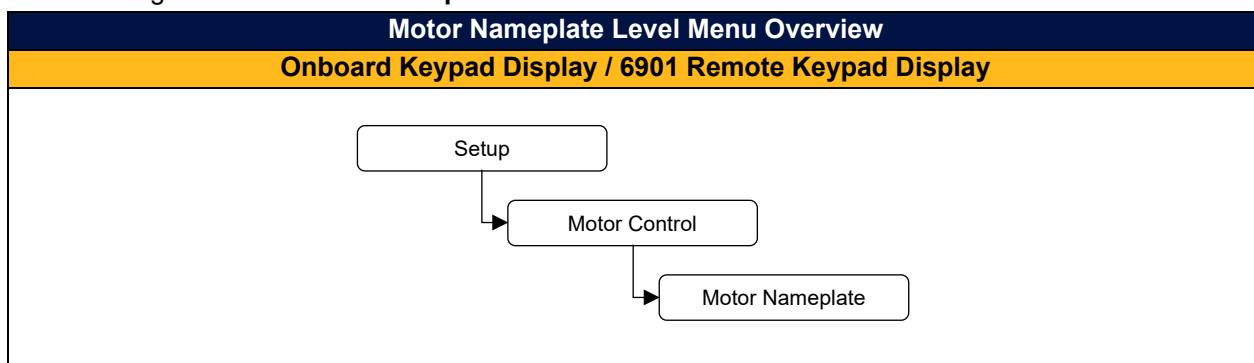 Motor Nameplate Level Menu Overview
Onboard Keypad Display / 6901 Remote Keypad Display
Setup
Motor Control
Motor Nameplate